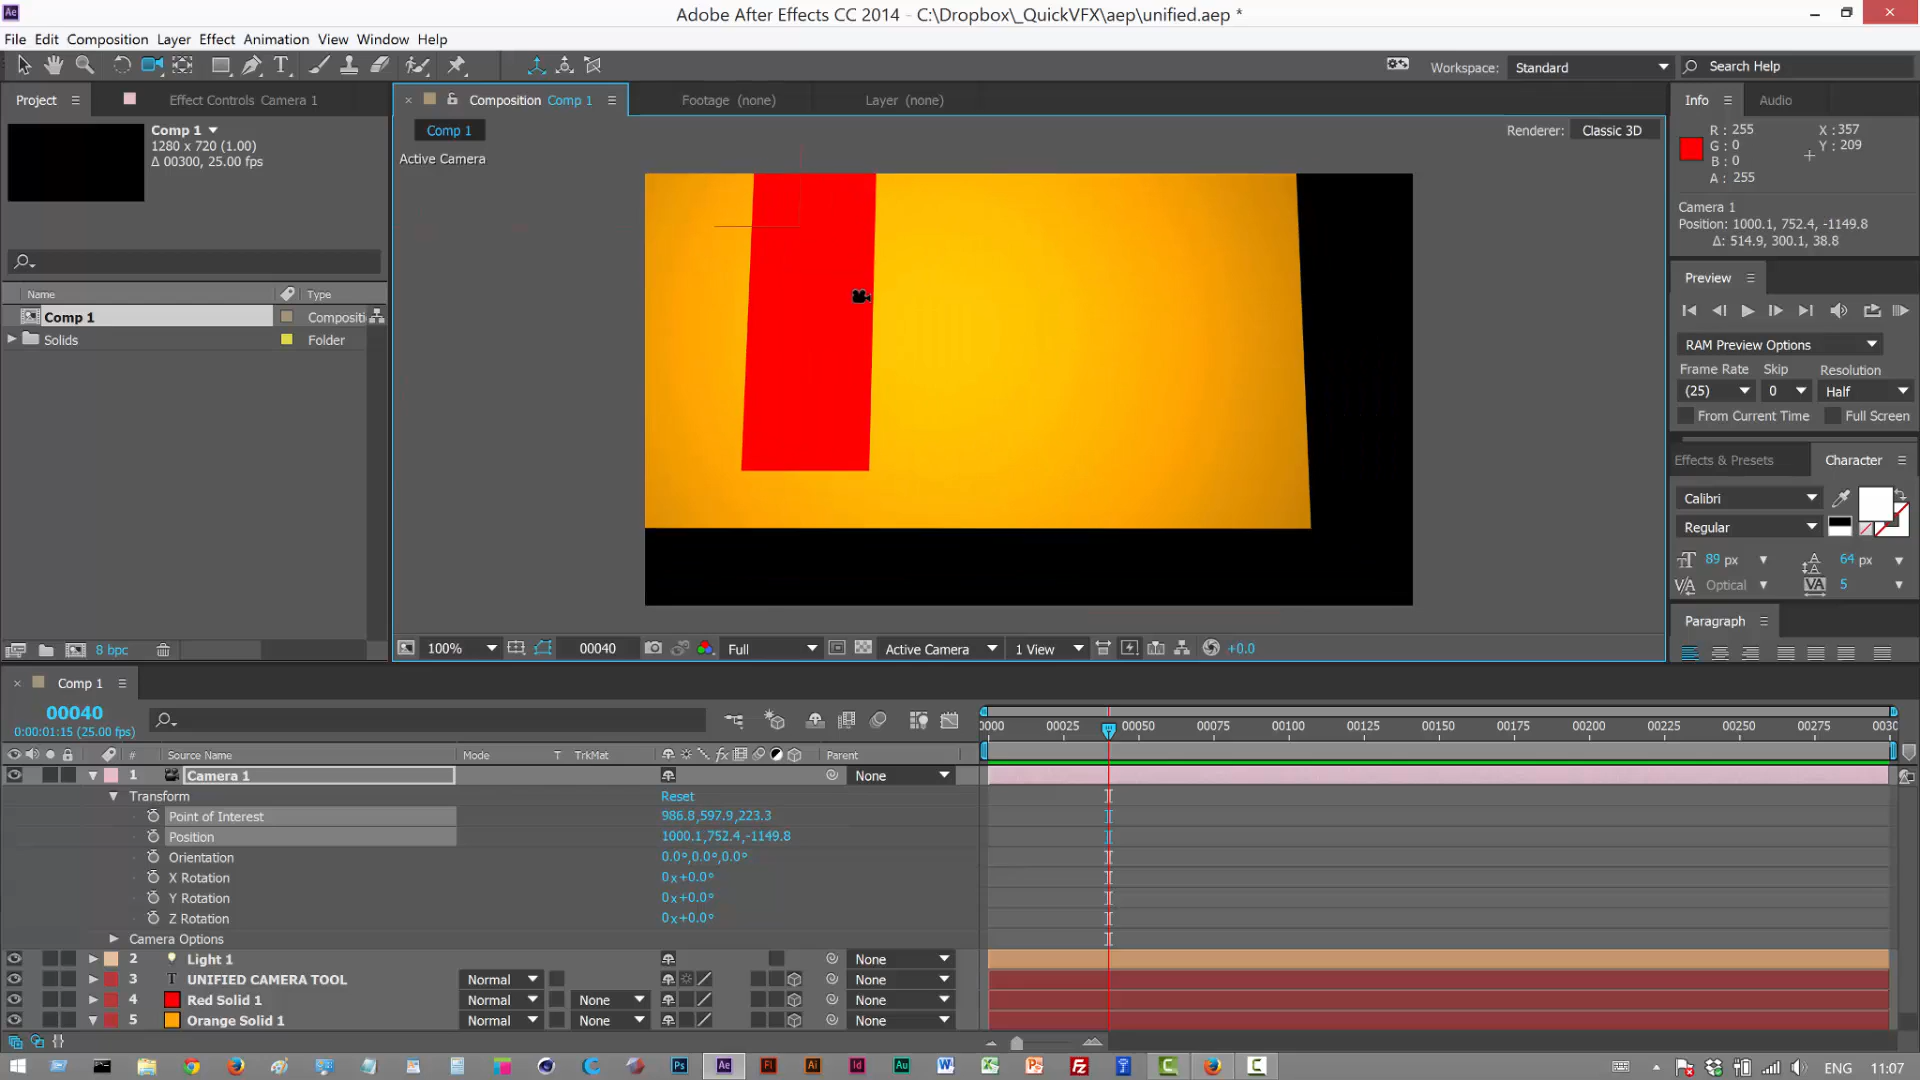 Adobe After Effects CC 2014 - C:\Dropbox\_QuickVFX\aep\unified.aep *
File Edit Composition Layer Effect Animation View Window Help
Workspace: Standard Search Help
Project Effect Controls Camera 1 Composition Comp 1 Footage (none) Layer (none) Info Audio
Comp 1
1280 x 720 (1.00)
Δ 00300, 25.00 fps
Comp 1 Renderer: Classic 3D
Active Camera
R : 255 X : 357
G : 0 Y : 209
B : 0
A : 255
Camera 1
Position: 1000.1, 752.4, -1149.8
Δ: 514.9, 300.1, 38.8
Preview
Name Type
Comp 1 Compositi
Solids Folder
RAM Preview Options
Frame Rate Skip Resolution
(25) 0 Half
From Current Time Full Screen
Effects & Presets Character
Calibri
Regular
89 px 64 px
Optical 5
Paragraph
8 bpc 100% 00040 Full Active Camera 1 View +0.0
Comp 1
00040
0:00:01:15 (25.00 fps)
0000 00025 00050 00075 00100 00125 00150 00175 00200 00225 00250 00275 0030
# Source Name Mode T TrkMat Parent
1 Camera 1 None
Transform Reset
Point of Interest 986.8,597.9,223.3
Position 1000.1,752.4,-1149.8
Orientation 0.0°,0.0°,0.0°
X Rotation 0x+0.0°
Y Rotation 0x+0.0°
Z Rotation 0x+0.0°
Camera Options
2 Light 1 None
3 T UNIFIED CAMERA TOOL Normal None
4 Red Solid 1 Normal None None
5 Orange Solid 1 Normal None None
ENG 11:07